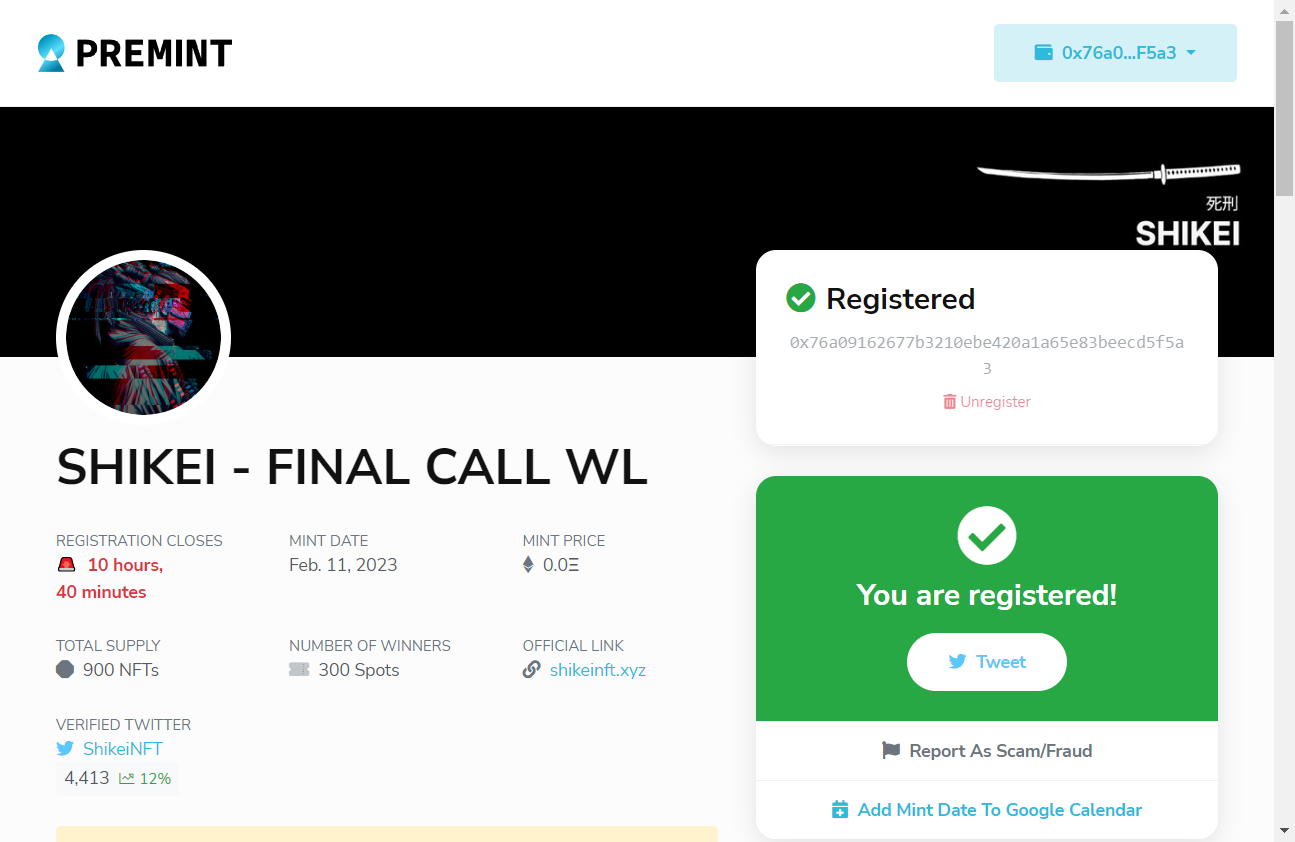 PREMINT
0x76a0...F5a3
死刑
SHIKEI
Registered
0x76a09162677b3210ebe420a1a65e83beecd5f5a
3
Unregister
SHIKEI - FINAL CALL WL
REGISTRATION CLOSES
10 hours,
40 minutes
MINT DATE
Feb. 11, 2023
MINT PRICE
0.0Ξ
TOTAL SUPPLY
900 NFTs
NUMBER OF WINNERS
300 Spots
OFFICIAL LINK
shikeinft.xyz
VERIFIED TWITTER
ShikeiNFT
4,413 12%
You are registered!
Tweet
Report As Scam/Fraud
Add Mint Date To Google Calendar